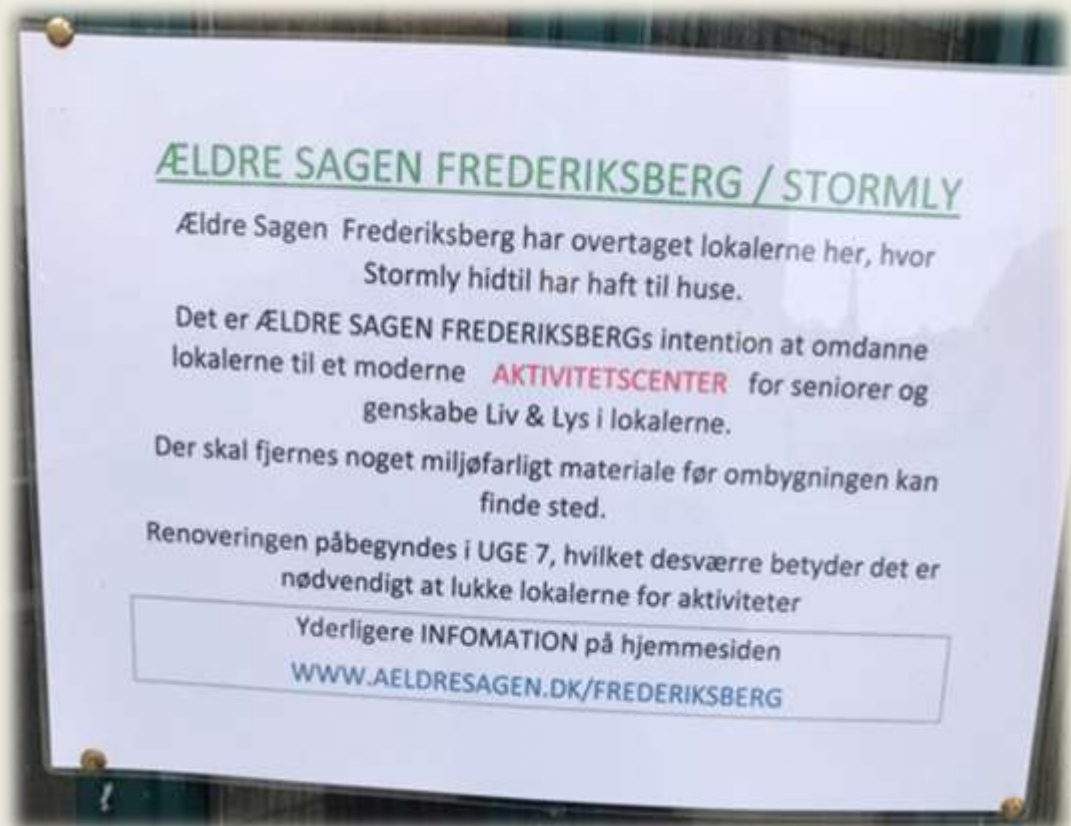 ÆLDRE SAGEN FREDERIKSBERG / STORMLY
Ældre Sagen Frederiksberg har overtaget lokalerne her, hvor
Stormly hidtil har haft til huse.
Det er ÆLDRE SAGEN FREDERIKSBERGs intention at omdanne
lokalerne til et moderne AKTIVITETSCENTER for seniorer og
genskabe Liv & Lys i lokalerne.
Der skal fjernes noget miljøfarligt materiale før ombygningen kan
finde sted.
Renoveringen påbegyndes i UGE 7, hvilket desværre betyder det er
nødvendigt at lukke lokalerne for aktiviteter
Yderligere INFOMATION på hjemmesiden
WWW.AELDRESAGEN.DK/FREDERIKSBERG